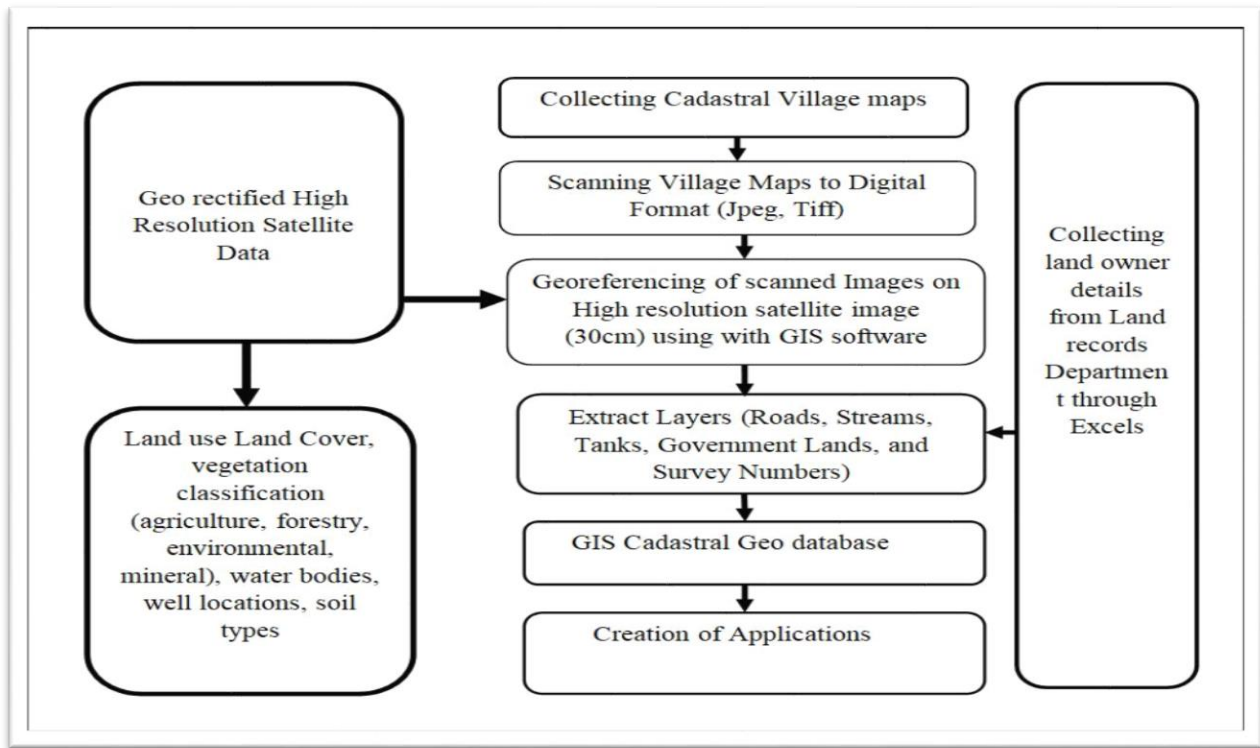 Geo rectified High
Resolution Satellite
Data
Land use Land Cover,
vegetation
classification
(agriculture, forestry,
environmental,
mineral), water bodies,
well locations, soil
types
Collecting Cadastral Village maps
Scanning Village Maps to Digital
Format (Jpeg, Tiff)
Georeferencing of scanned Images on
High resolution satellite image
(30cm) using with GIS software
Extract Layers (Roads, Streams,
Tanks, Government Lands, and
Survey Numbers)
GIS Cadastral Geo database
Creation of Applications
Collecting
land owner
details
from Land
records
Departmen
t through
Excels